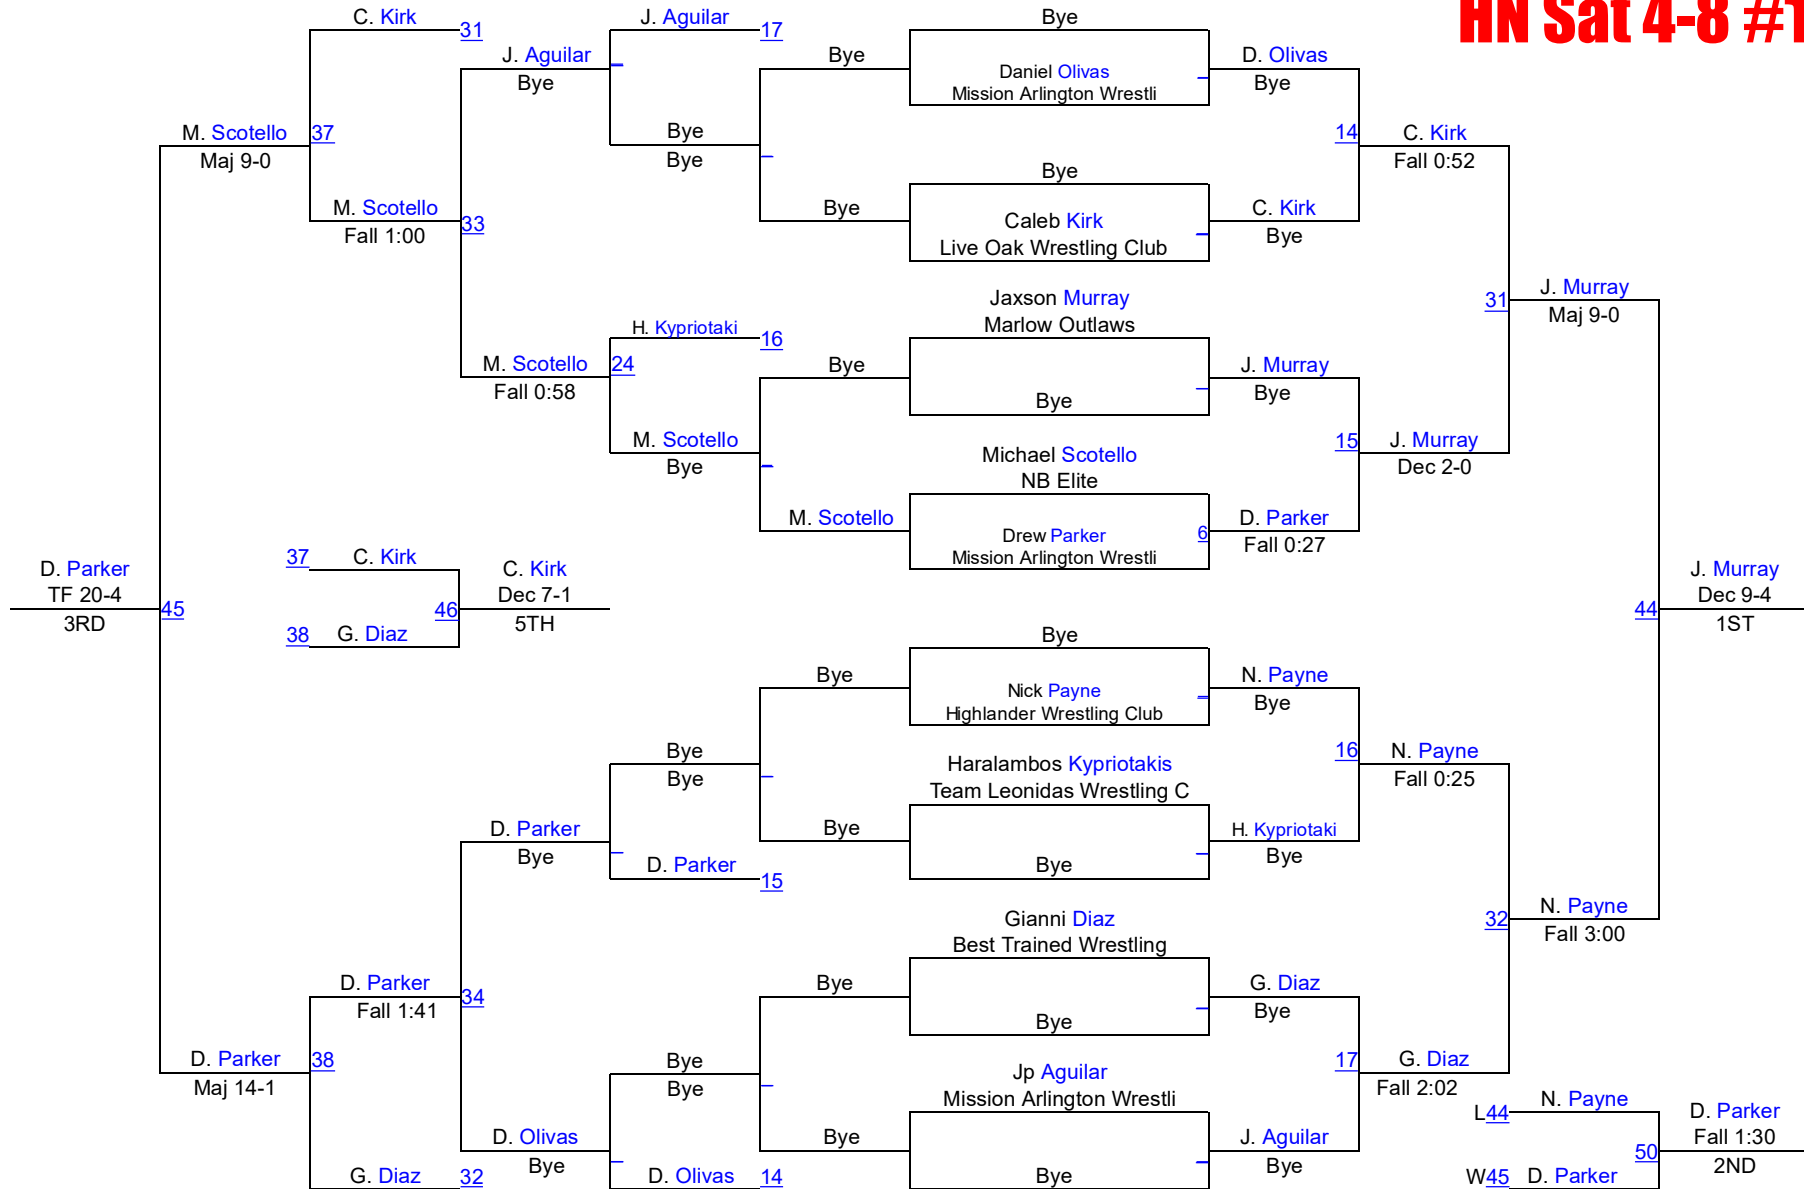 HN Sat 4-8 #1
C. Kirk
31
J. Aguilar
17
J. Aguilar
Bye
Bye
Bye
Daniel Olivas
Mission Arlington Wrestli
D. Olivas
Bye
M. Scotello
37
Maj 9-0
Bye
Bye
14
C. Kirk
Fall 0:52
Bye
M. Scotello
Fall 1:00
33
Bye
Caleb Kirk
Live Oak Wrestling Club
C. Kirk
Bye
Jaxson Murray
Marlow Outlaws
31
J. Murray
Maj 9-0
H. Kypriotaki
16
M. Scotello
24
Fall 0:58
Bye
Bye
J. Murray
Bye
M. Scotello
Bye
Michael Scotello
NB Elite
15
J. Murray
Dec 2-0
M. Scotello
Drew Parker
Mission Arlington Wrestli
6
D. Parker
Fall 0:27
37
C. Kirk
D. Parker
TF 20-4
3RD
45
38
G. Diaz
46
C. Kirk
Dec 7-1
5TH
J. Murray
Dec 9-4
1ST
44
Bye
Bye
Nick Payne
Highlander Wrestling Club
N. Payne
Bye
Bye
Bye
Haralambos Kypriotakis
Team Leonidas Wrestling C
16
N. Payne
Fall 0:25
D. Parker
Bye
D. Parker
15
Bye
Bye
H. Kypriotaki
Bye
Gianni Diaz
Best Trained Wrestling
32
N. Payne
Fall 3:00
D. Parker
Fall 1:41
34
Bye
Bye
G. Diaz
Bye
D. Parker
38
Maj 14-1
Bye
Bye
Jp Aguilar
Mission Arlington Wrestli
17
G. Diaz
Fall 2:02
L44
N. Payne
D. Parker
Fall 1:30
2ND
50
D. Olivas
Bye
Bye
Bye
J. Aguilar
Bye
G. Diaz
32
D. Olivas
14
W45
D. Parker